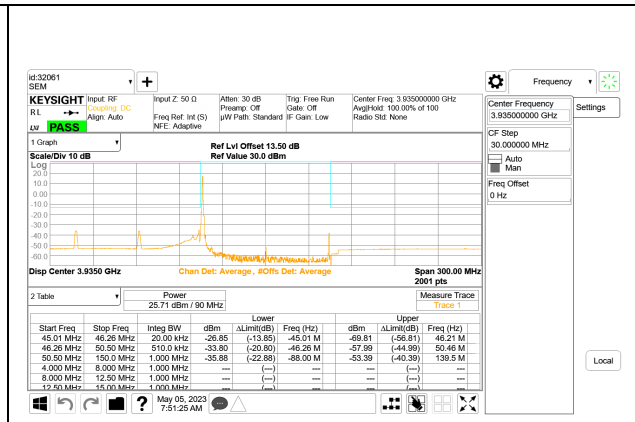 id:32061
SEM
Frequency
KEYSIGHT
R L
LXI
PASS
Input: RF
Coupling: DC
Align: Auto
Input Z: 50 Ω
Freq Ref: Int (S)
NFE: Adaptive
Atten: 30 dB
Preamp: Off
µW Path: Standard
Trig: Free Run
Gate: Off
IF Gain: Low
Center Freq: 3.935000000 GHz
Avg|Hold: 100.00% of 100
Radio Std: None
Center Frequency
3.935000000 GHz
Settings
CF Step
30.000000 MHz
Auto
Man
Freq Offset
0 Hz
Local
1 Graph
Scale/Div 10 dB
Ref Lvl Offset 13.50 dB
Ref Value 30.0 dBm
Log
20.0
10.0
0.00
-10.0
-20.0
-30.0
-40.0
-50.0
-60.0
Disp Center 3.9350 GHz
Chan Det: Average, #Offs Det: Average
Span 300.00 MHz
2001 pts
2 Table
Power
25.71 dBm / 90 MHz
Measure Trace
Trace 1
Lower Upper
Start Freq Stop Freq Integ BW dBm ΔLimit(dB) Freq (Hz) dBm ΔLimit(dB) Freq (Hz)
45.01 MHz 46.26 MHz 20.00 kHz -26.85 (-13.85) -45.01 M -69.81 (-56.81) 46.21 M
46.26 MHz 50.50 MHz 510.0 kHz -33.80 (-20.80) -46.26 M -57.99 (-44.99) 50.46 M
50.50 MHz 150.0 MHz 1.000 MHz -35.88 (-22.88) -88.00 M -53.39 (-40.39) 139.5 M
4.000 MHz 8.000 MHz 1.000 MHz --- (---) --- --- (---) ---
8.000 MHz 12.50 MHz 1.000 MHz --- (---) --- --- (---) ---
12.50 MHz 15.00 MHz 1.000 MHz --- (---) --- --- (---) ---
May 05, 2023
7:51:25 AM